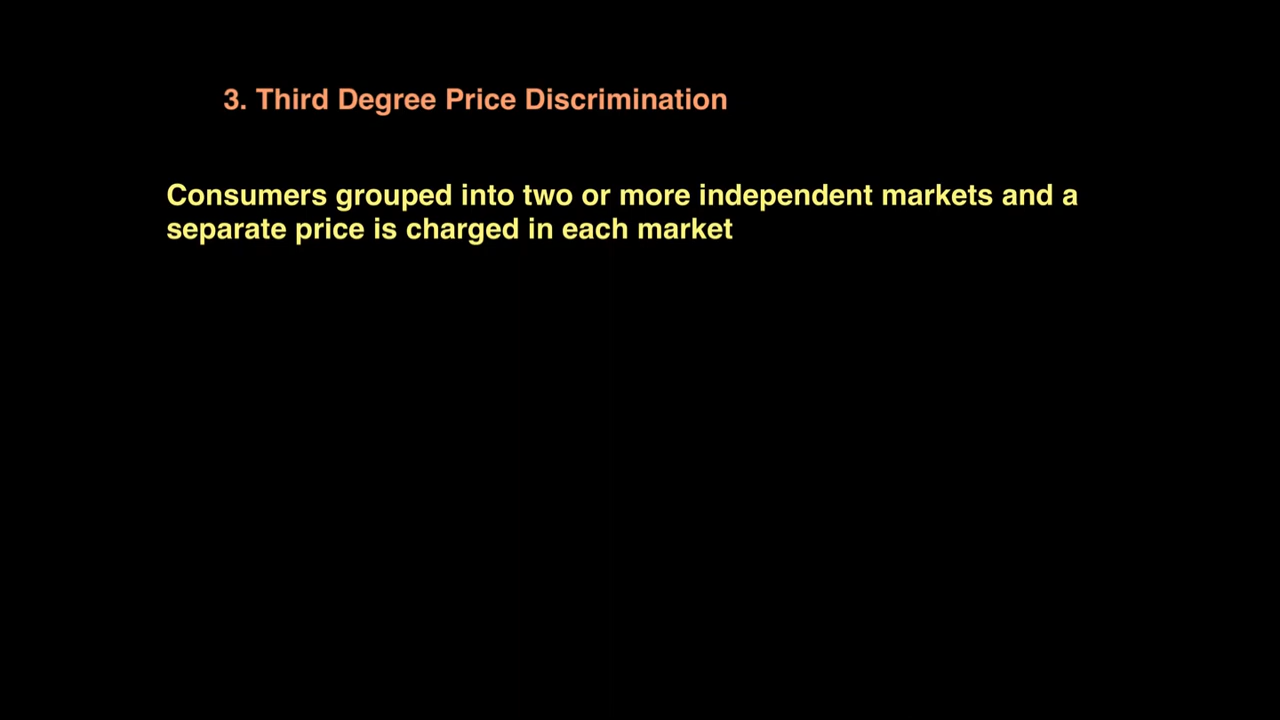 3. Third Degree Price Discrimination
Consumers grouped into two or more independent markets and a
separate price is charged in each market